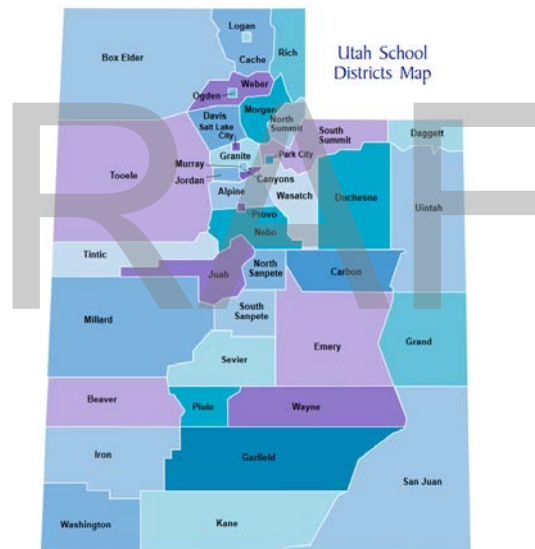 Logan
Rich
Box Elder
Cache
Utah School
Districts Map
Weber
Ogden
Morgan
Davis
Salt Lake
City
North
Summit
South
Summit
Daggett
Granite
Park City
Murray
Jordan
Canyons
Tooele
Alpine
Wasatch
Duchesne
Uintah
Provo
Nebo
Tintic
Juab
North
Sanpete
Carbon
South
Sanpete
Millard
Emery
Grand
Sevier
Beaver
Piute
Wayne
Iron
Garfield
San Juan
Washington
Kane
RAF